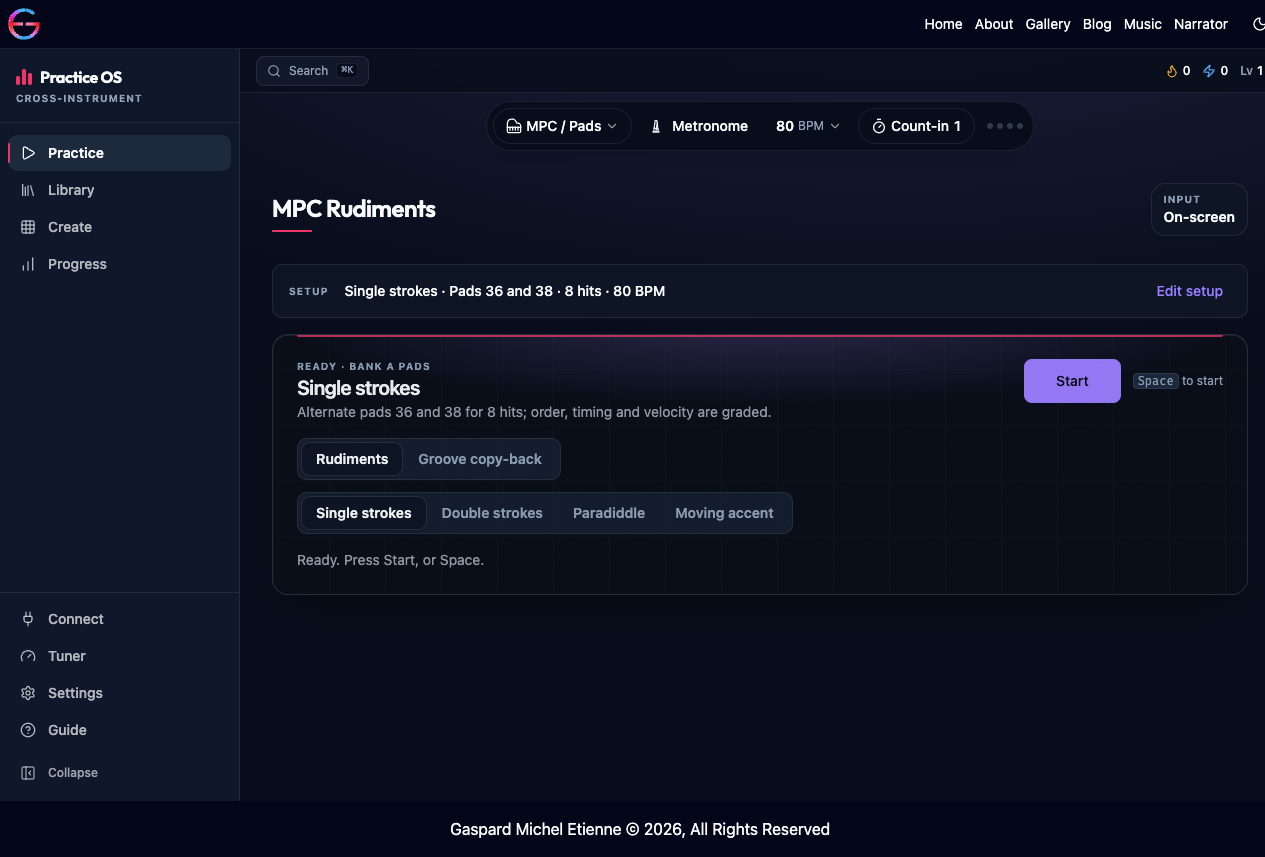 Home About Gallery Blog Music Narrator
Practice OS
CROSS-INSTRUMENT
Search ⌘K
0 0 Lv 1
MPC / Pads Metronome 80 BPM Count-in 1
Practice
Library
Create
Progress
MPC Rudiments
INPUT
On-screen
SETUP Single strokes · Pads 36 and 38 · 8 hits · 80 BPM Edit setup
READY · BANK A PADS
Single strokes
Alternate pads 36 and 38 for 8 hits; order, timing and velocity are graded.
Start Space to start
Rudiments Groove copy-back
Single strokes Double strokes Paradiddle Moving accent
Ready. Press Start, or Space.
Connect
Tuner
Settings
Guide
Collapse
Gaspard Michel Etienne © 2026, All Rights Reserved